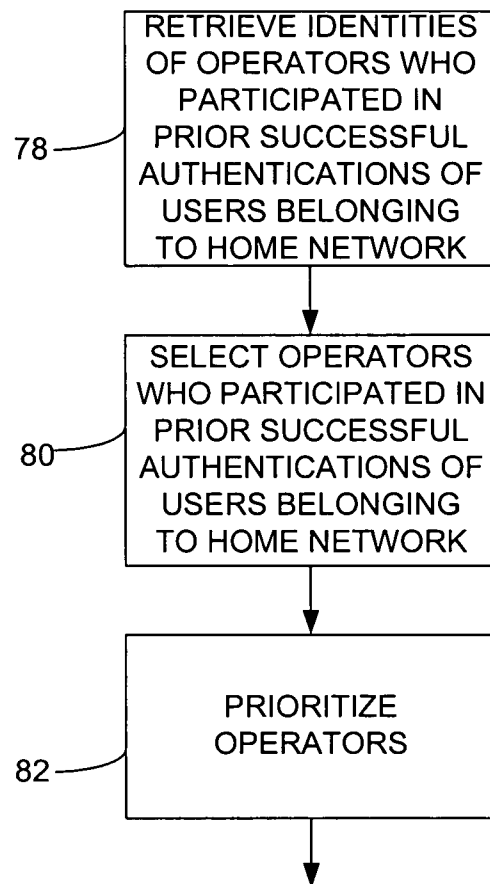 RETRIEVE IDENTITIES
OF OPERATORS WHO
PARTICIPATED IN
PRIOR SUCCESSFUL
AUTHENTICATIONS OF
USERS BELONGING
TO HOME NETWORK
78
SELECT OPERATORS
WHO PARTICIPATED IN
PRIOR SUCCESSFUL
AUTHENTICATIONS OF
USERS BELONGING
TO HOME NETWORK
80
PRIORITIZE
OPERATORS
82